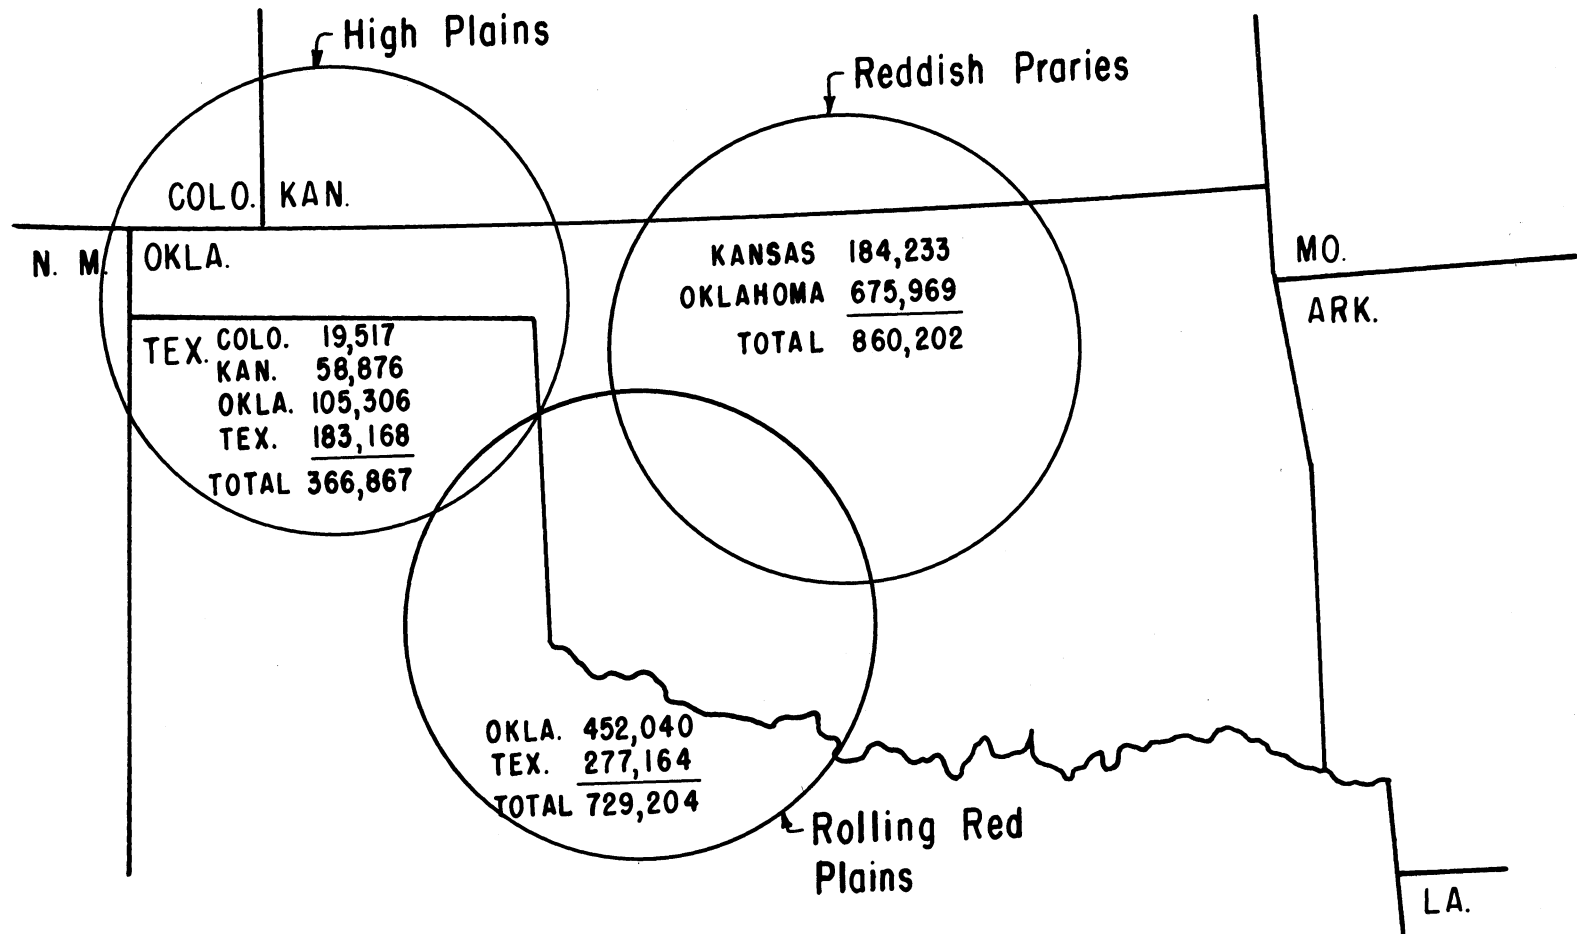 High Plains
Reddish Praries
COLO. KAN.
N. M. OKLA.
MO.
ARK.
KANSAS 184,233
OKLAHOMA 675,969
TOTAL 860,202
TEX.
COLO. 19,517
KAN. 58,876
OKLA. 105,306
TEX. 183,168
TOTAL 366,867
OKLA. 452,040
TEX. 277,164
TOTAL 729,204
Rolling Red
Plains
LA.